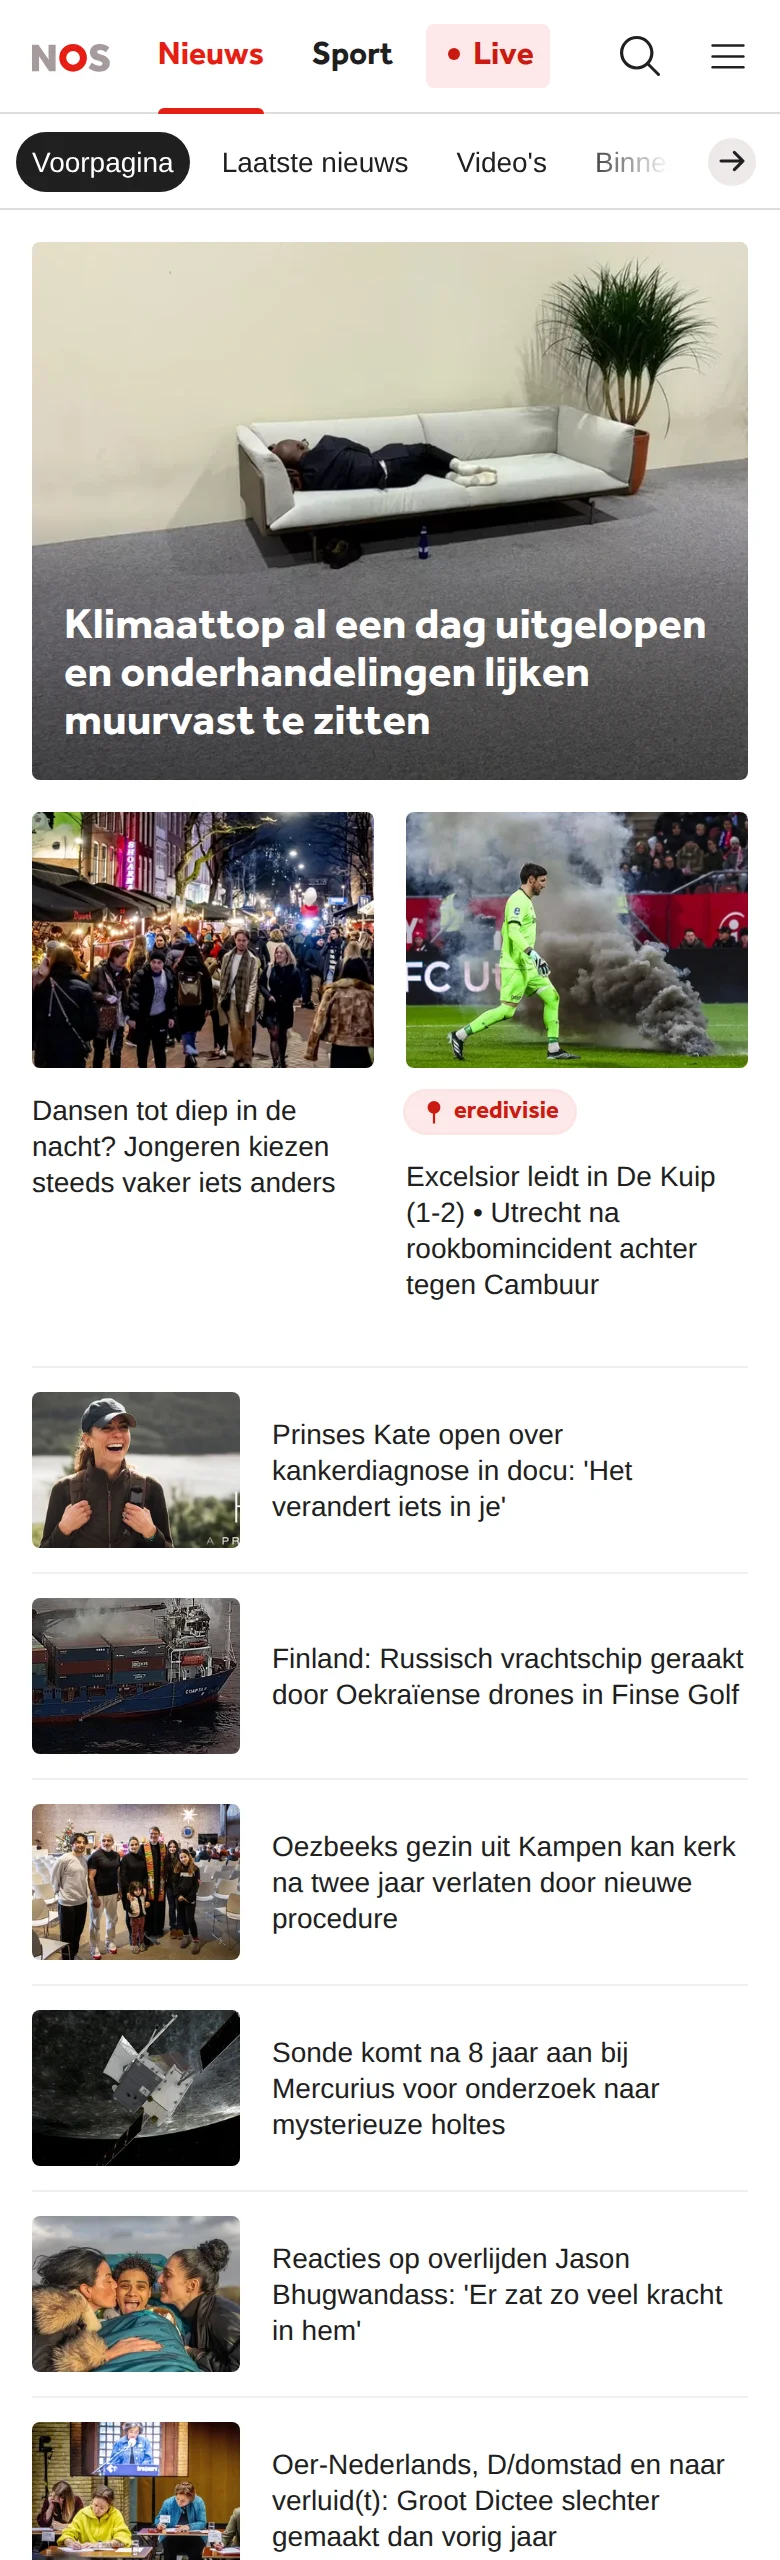 NOS
Nieuws
Sport
Live
Voorpagina
Laatste nieuws
Video's
Binne
Klimaattop al een dag uitgelopen
en onderhandelingen lijken
muurvast te zitten
FC Ut
Dansen tot diep in de
nacht? Jongeren kiezen
steeds vaker iets anders
eredivisie
Excelsior leidt in De Kuip
(1-2) • Utrecht na
rookbomincident achter
tegen Cambuur
Prinses Kate open over
kankerdiagnose in docu: 'Het
verandert iets in je'
A PR
Finland: Russisch vrachtschip geraakt
door Oekraïense drones in Finse Golf
Oezbeeks gezin uit Kampen kan kerk
na twee jaar verlaten door nieuwe
procedure
Sonde komt na 8 jaar aan bij
Mercurius voor onderzoek naar
mysterieuze holtes
Reacties op overlijden Jason
Bhugwandass: 'Er zat zo veel kracht
in hem'
Oer-Nederlands, D/domstad en naar
verluid(t): Groot Dictee slechter
gemaakt dan vorig jaar